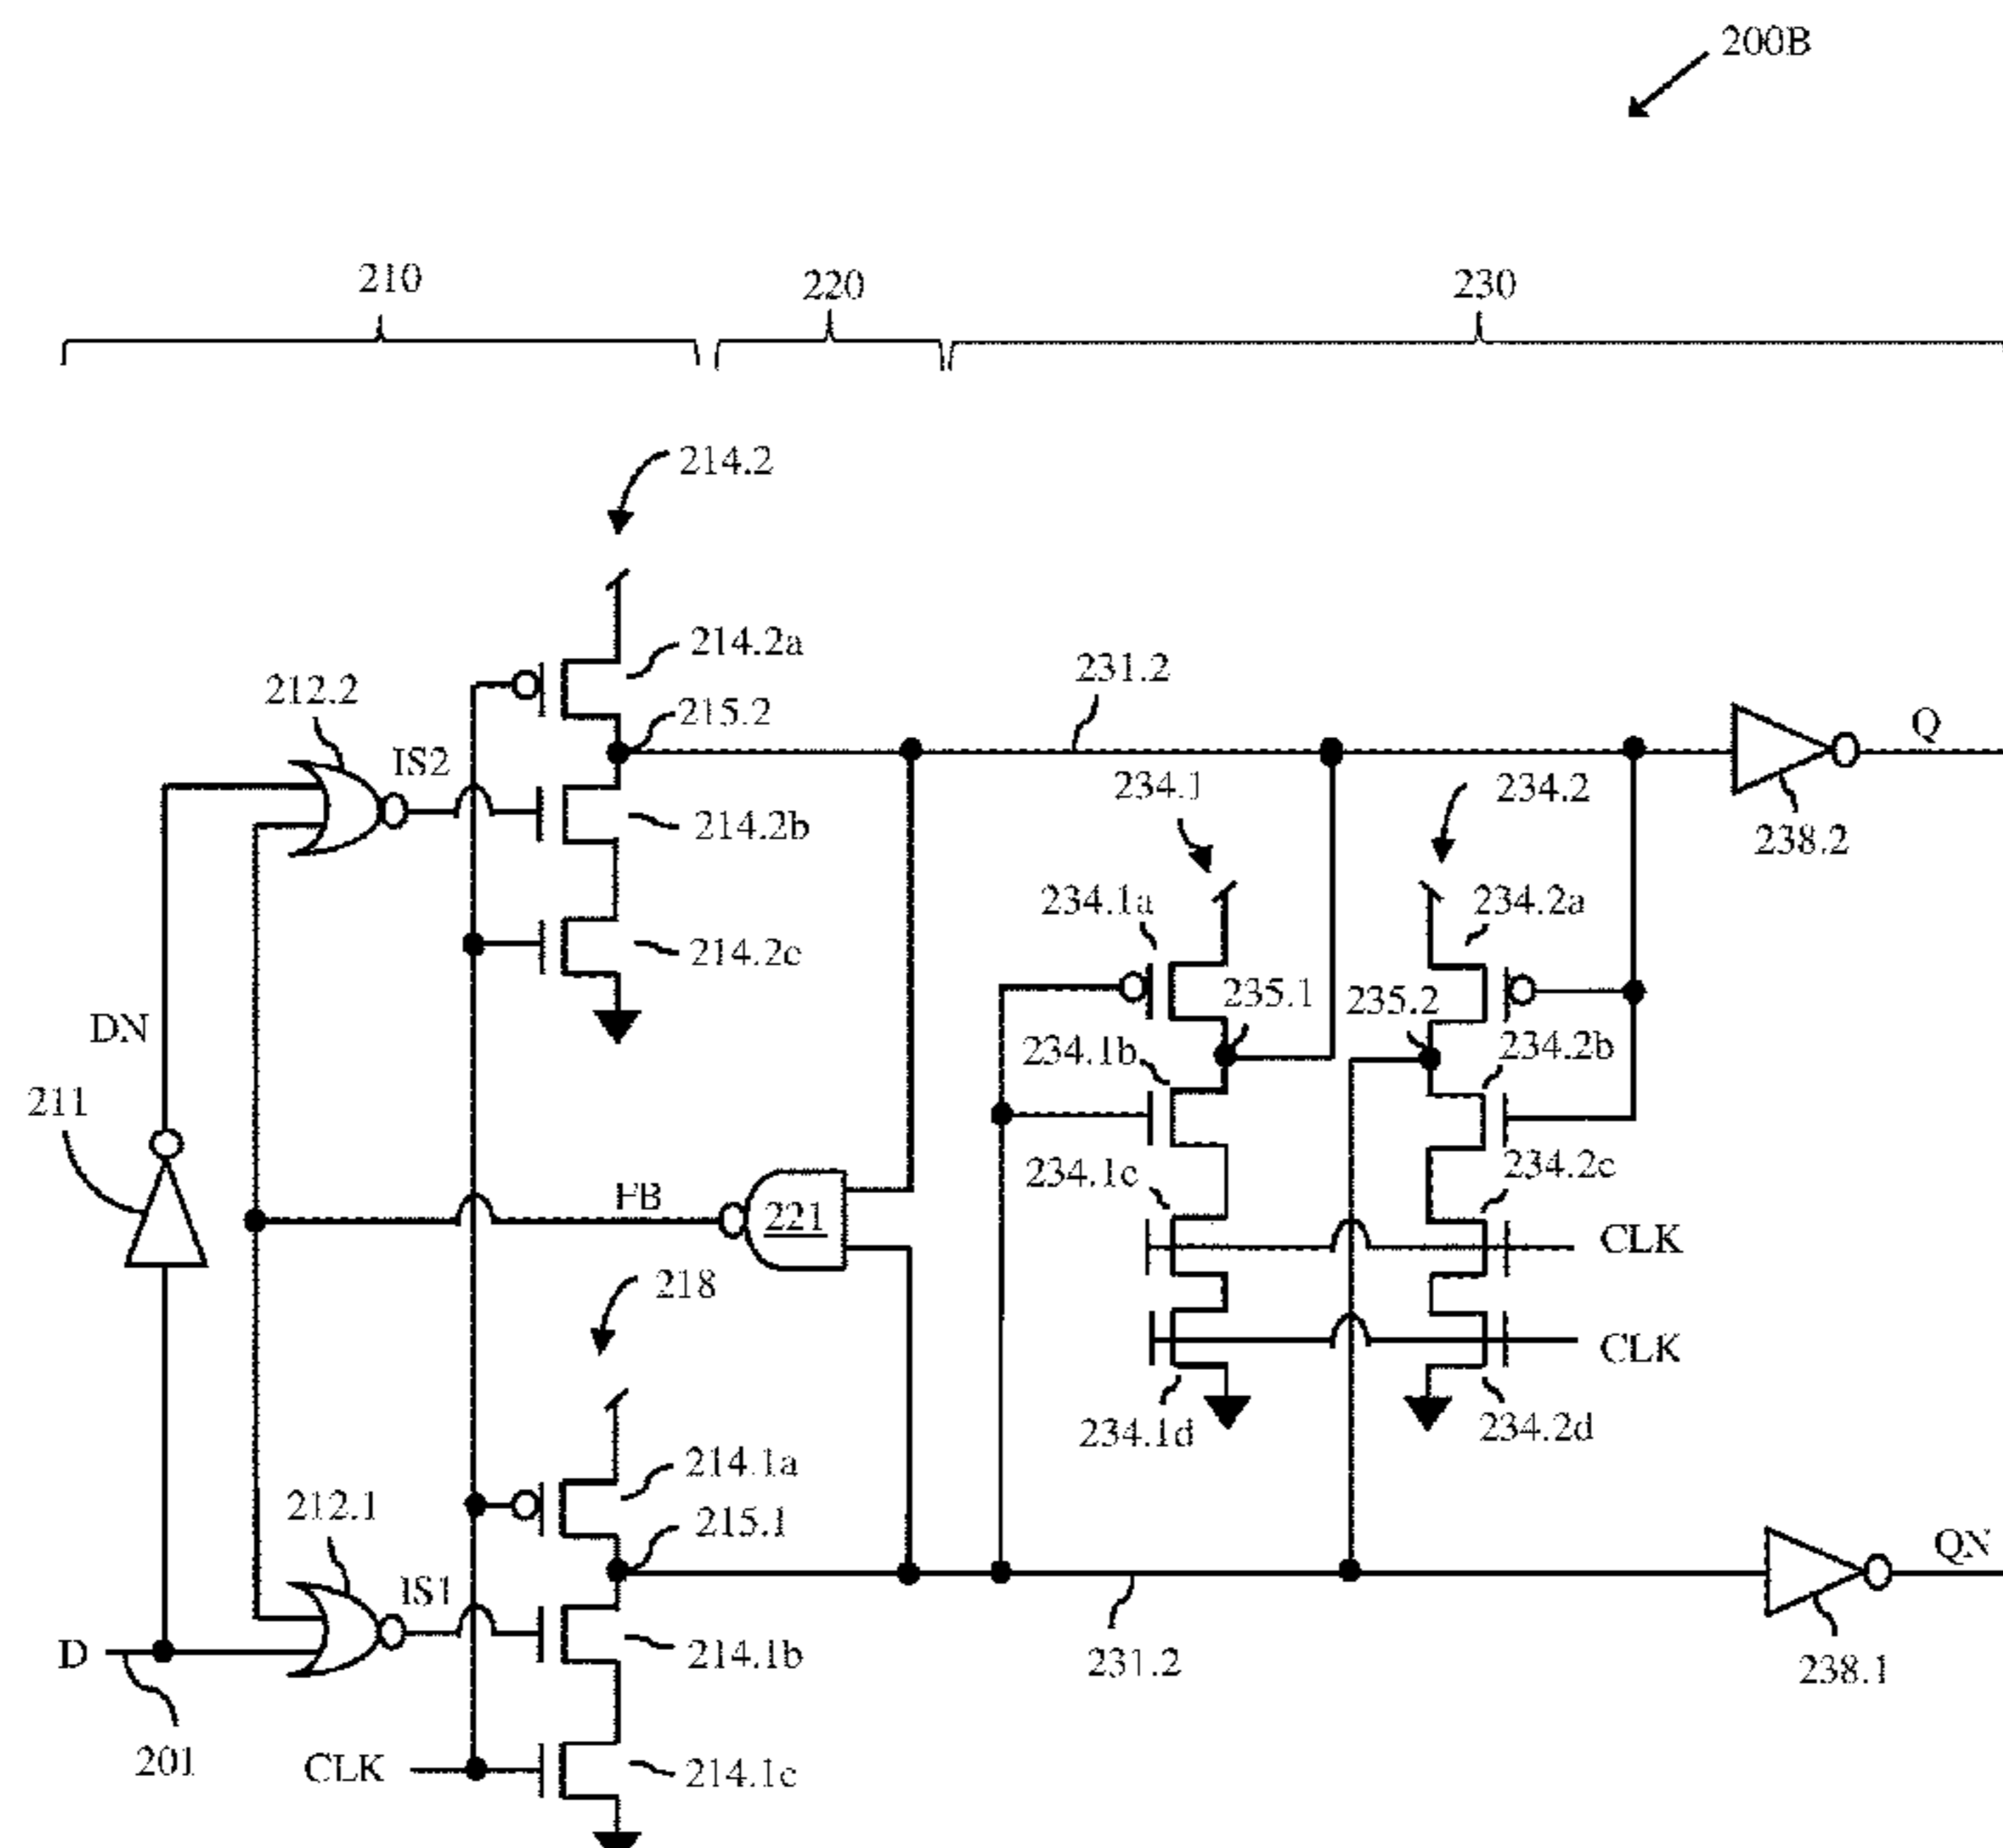 200B
210
220
230
214.2
214.2a
212.2
215.2
231.2
Q
IS2
234.1
234.2
214.2b
238.2
234.1a
234.2a
214.2c
235.1
235.2
DN
234.1b
234.2b
211
234.1c
234.2c
FB
221
CLK
218
CLK
234.1d
234.2d
214.1a
212.1
215.1
QN
IS1
D
214.1b
231.2
238.1
201
CLK
214.1c